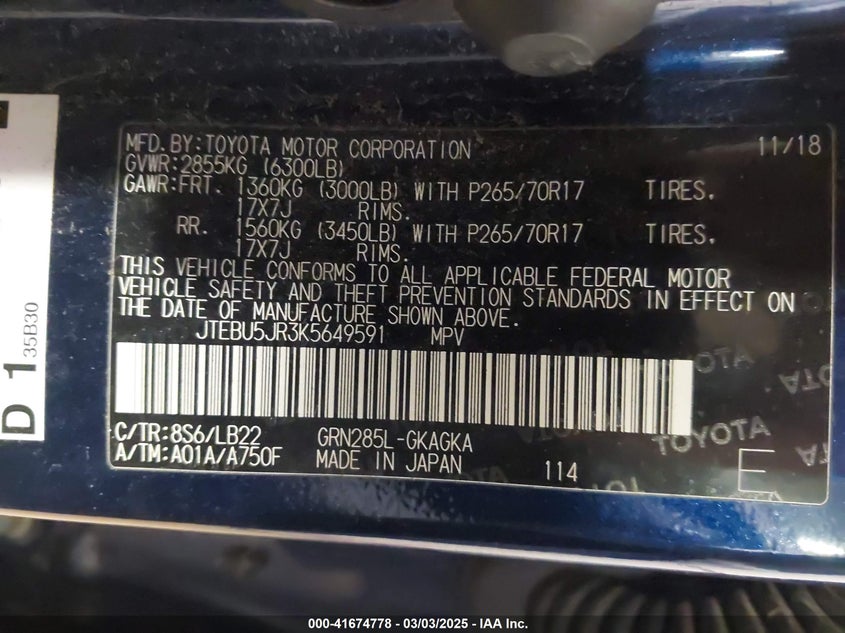 MFD.BY:TOYOTA MOTOR CORPORATION 11/18
GVWR:2855KG (6300LB)
GAWR:FRT. 1360KG (3000LB) WITH P265/70R17 TIRES.
17X7J RIMS.
RR. 1560KG (3450LB) WITH P265/70R17 TIRES.
17X7J RIMS.
THIS VEHICLE CONFORMS TO ALL APPLICABLE FEDERAL MOTOR
VEHICLE SAFETY AND THEFT PREVENTION STANDARDS IN EFFECT ON
THE DATE OF MANUFACTURE SHOWN ABOVE.
JTEBU5JR3K5649591 MPV
C/TR:8S6/LB22 GRN285L-GKAGKA
A/TM:A01A/A750F MADE IN JAPAN 114 E
TOYOTA
D 1
35B30
000-41674778 - 03/03/2025 - IAA Inc.